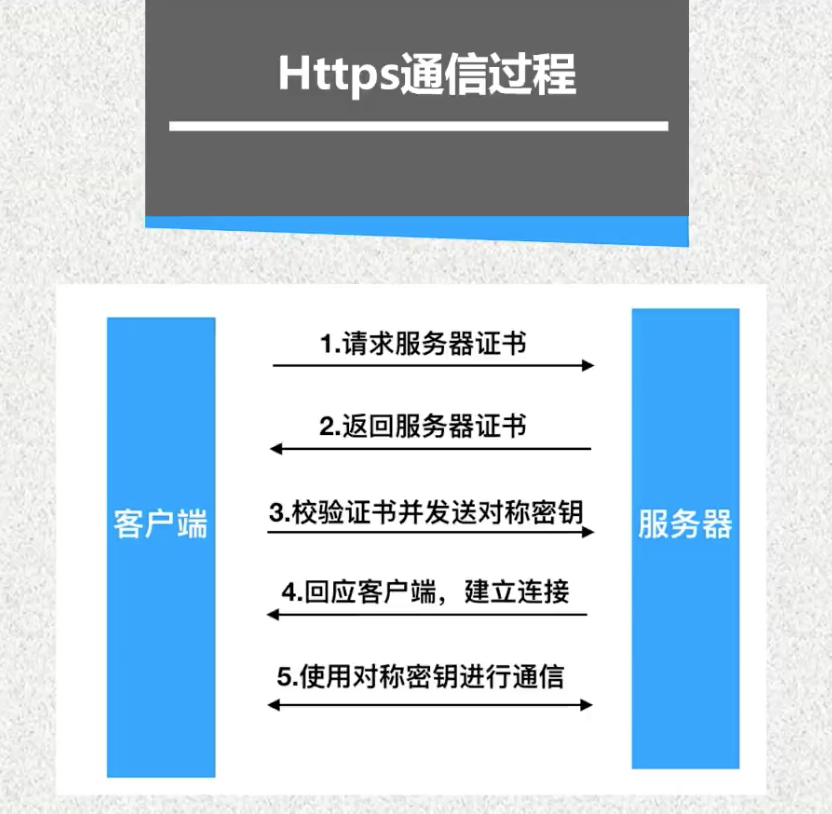 Https通信过程
1.请求服务器证书
2.返回服务器证书
3.校验证书并发送对称密钥
客户端
服务器
4.回应客户端，建立连接
5.使用对称密钥进行通信